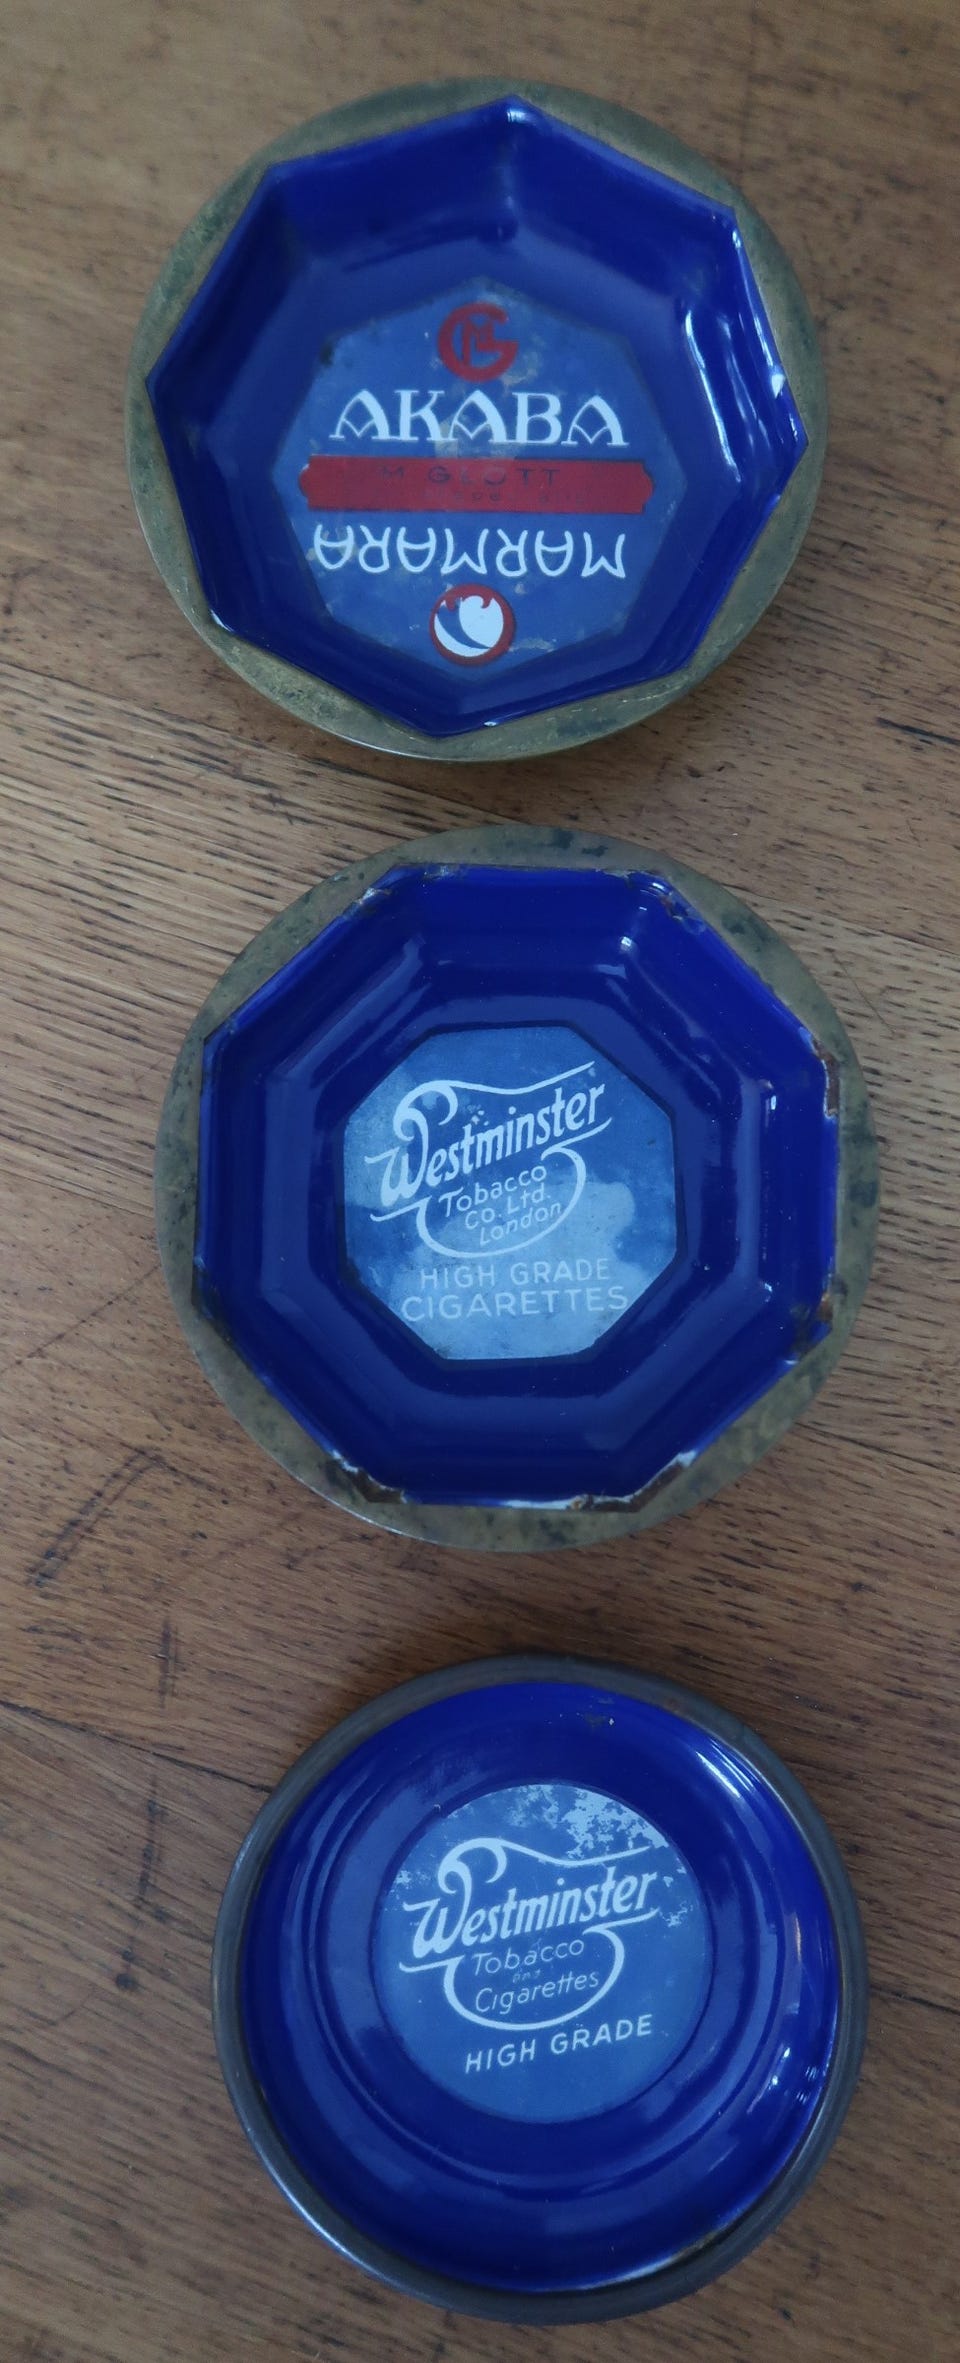 AKABA
M GLOTT
MARMARA
Westminster
Tobacco
Co. Ltd.
London
HIGH GRADE
CIGARETTES
Westminster
Tobacco
and
Cigarettes
HIGH GRADE